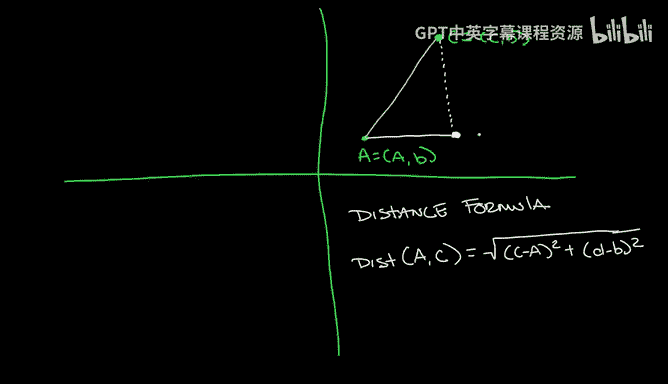 GPT中英字幕课程资源 bilibili
A=(A,b)
DISTANCE FORMULA
Dist(A,C)=√(C-A)²+(d-b)²